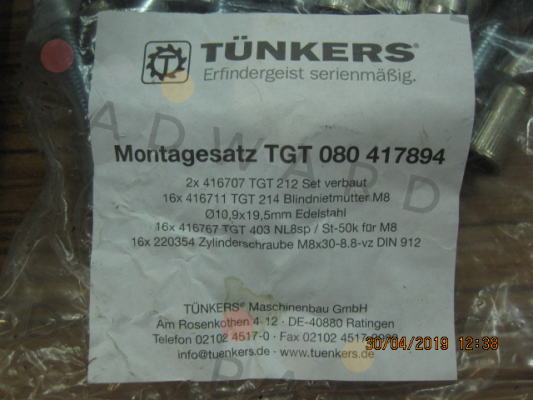 TÜNKERS®
Erfindergeist serienmäßig.
Montagesatz TGT 080 417894
2x 416707 TGT 212 Set verbaut
16x 416711 TGT 214 Blindnietmutter M8
Ø10,9x19,5mm Edelstahl
16x 416767 TGT 403 NL8sp / St-50k für M8
16x 220354 Zylinderschraube M8x30-8.8-vz DIN 912
TÜNKERS® Maschinenbau GmbH
Am Rosenkothen 4-12 · DE-40880 Ratingen
Telefon 02102 4517-0 · Fax 02102
info@tuenkers.de · www.tuenkers.de
30/04/2019 12:38
ADWARD